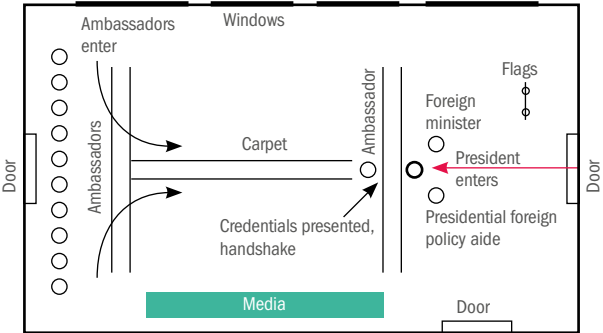 Ambassadors
enter
Windows
Flags
Foreign
minister
Ambassador
Carpet
President
enters
Door
Door
Ambassadors
Credentials presented,
handshake
Presidential foreign
policy aide
Media
Door